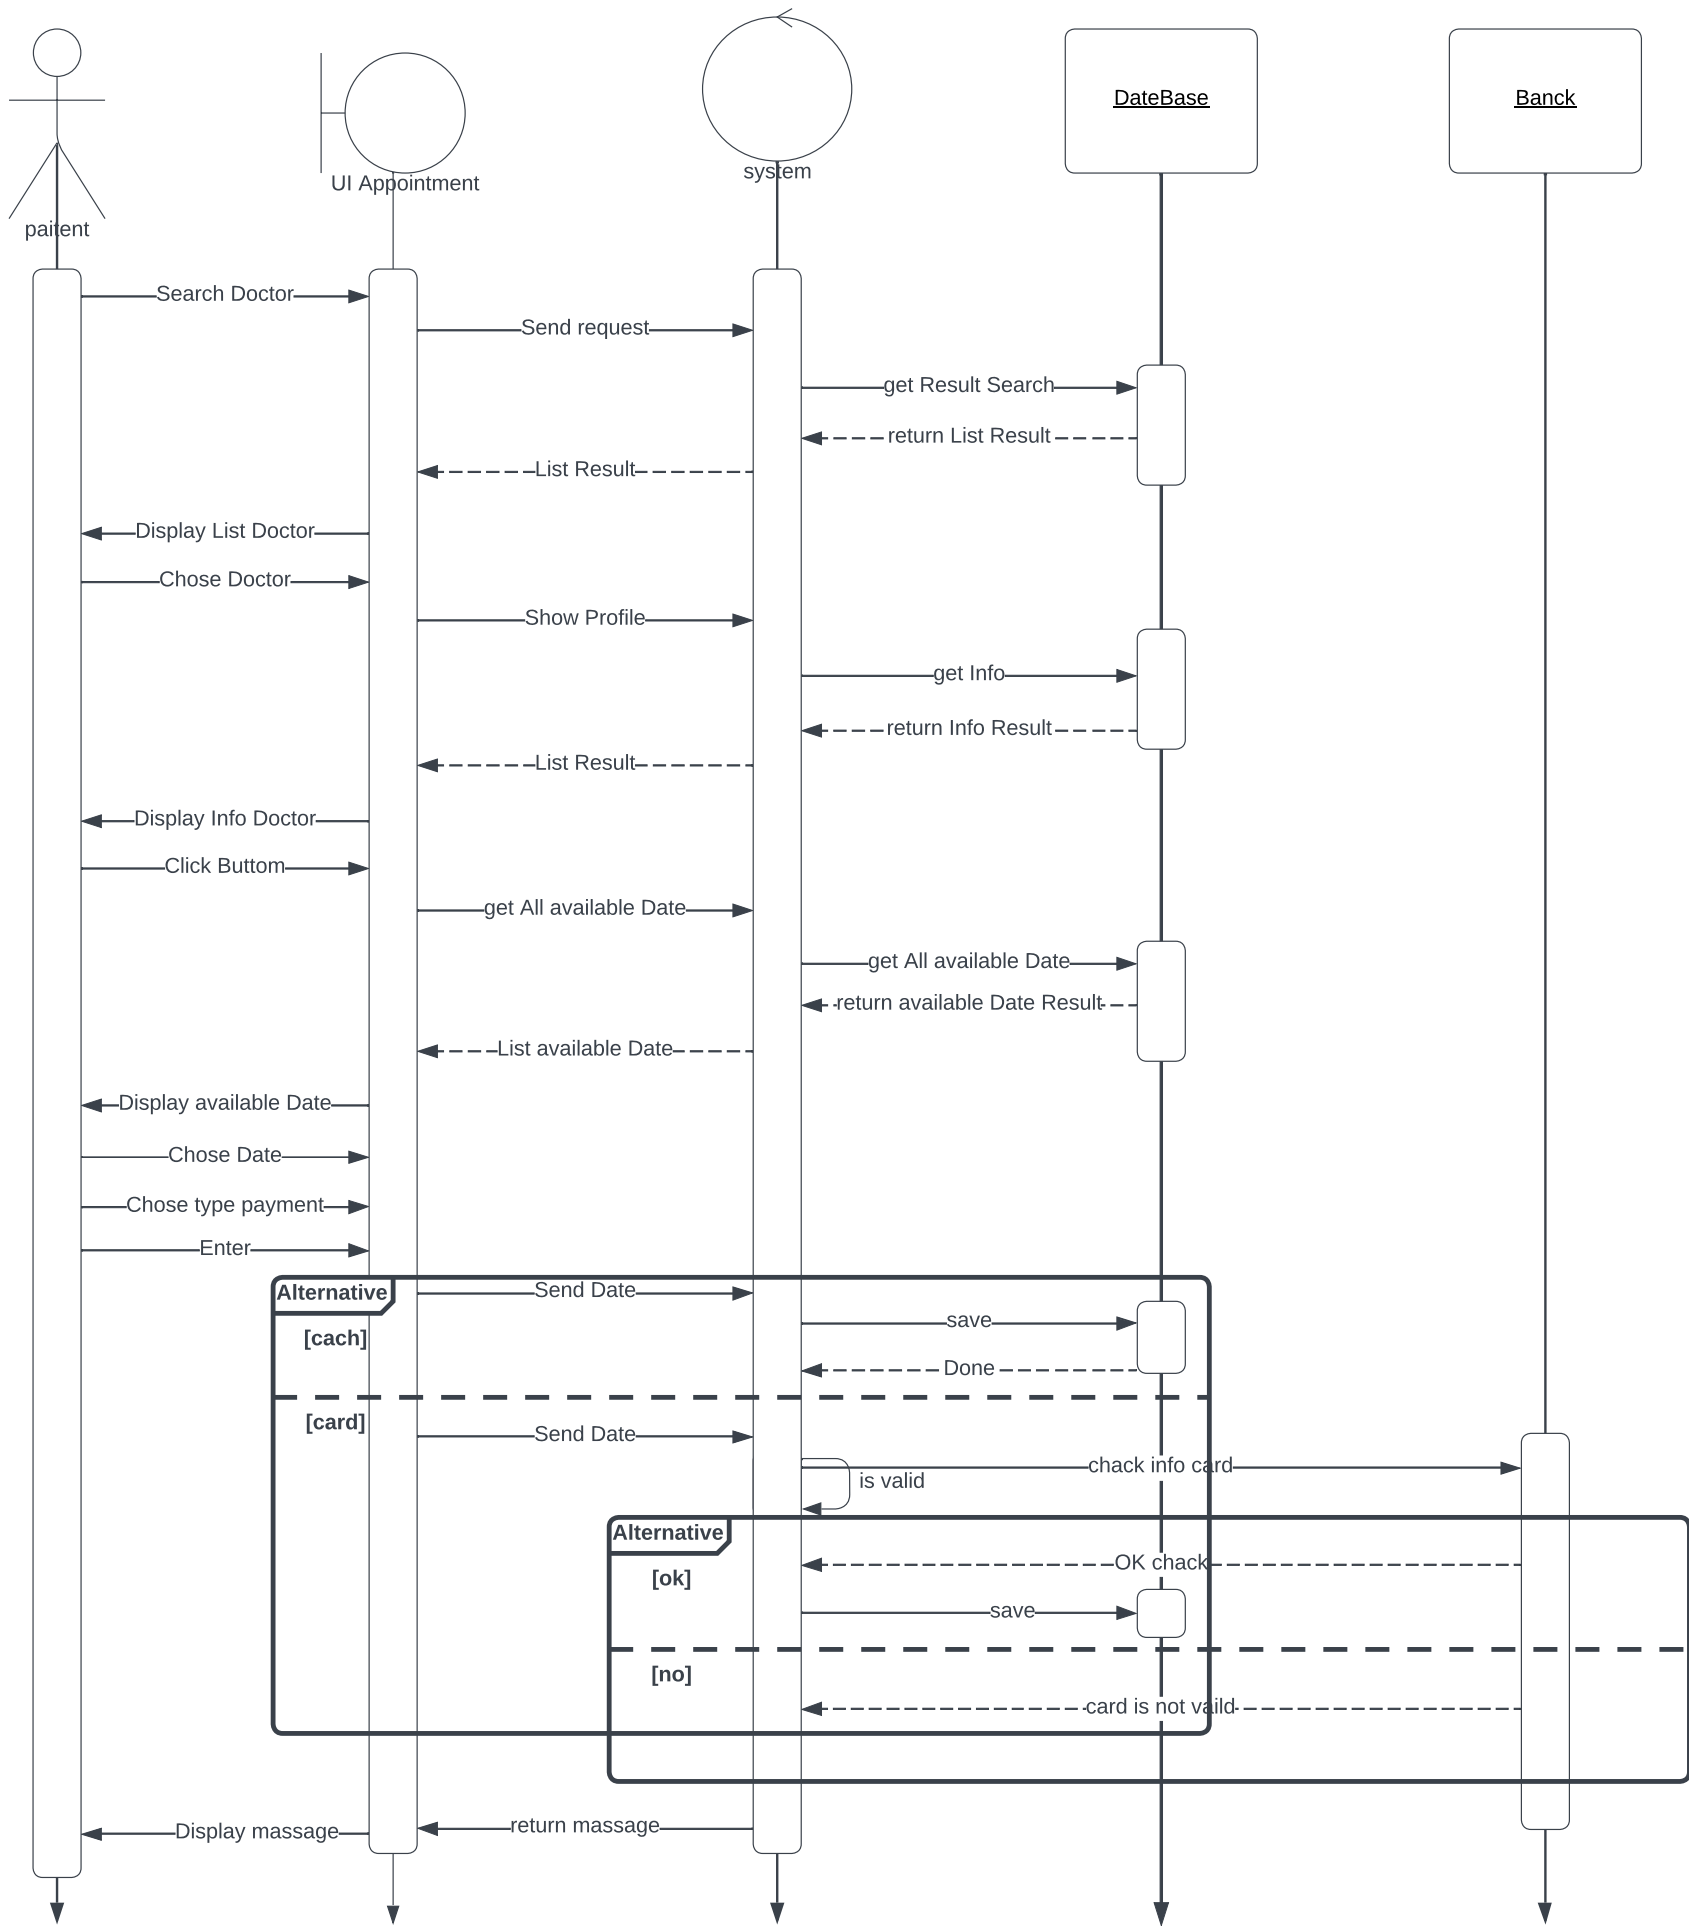 DateBase
Banck
system
UI Appointment
paitent
Search Doctor
Send request
get Result Search
return List Result
List Result
Display List Doctor
Chose Doctor
Show Profile
get Info
return Info Result
List Result
Display Info Doctor
Click Buttom
get All available Date
get All available Date
return available Date Result
List available Date
Display available Date
Chose Date
Chose type payment
Enter
Alternative
Send Date
save
[cach]
Done
[card]
Send Date
chack info card
is valid
Alternative
OK chack
[ok]
save
[no]
card is not vaild
return massage
Display massage